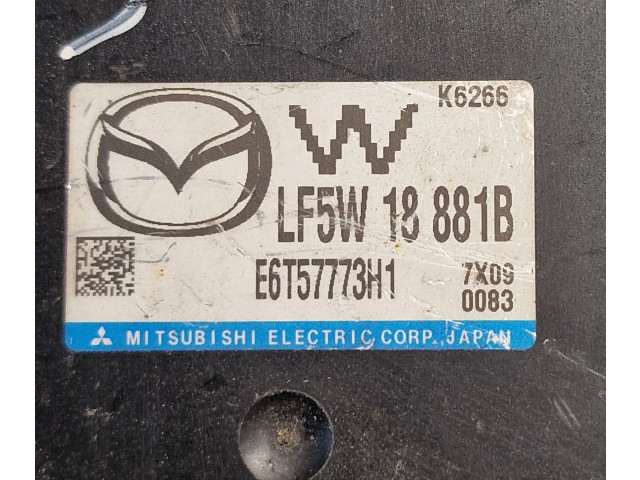 K6266
W
LF5W 18 881B
E6T57773H1
7X09
0083
MITSUBISHI ELECTRIC CORP. JAPAN